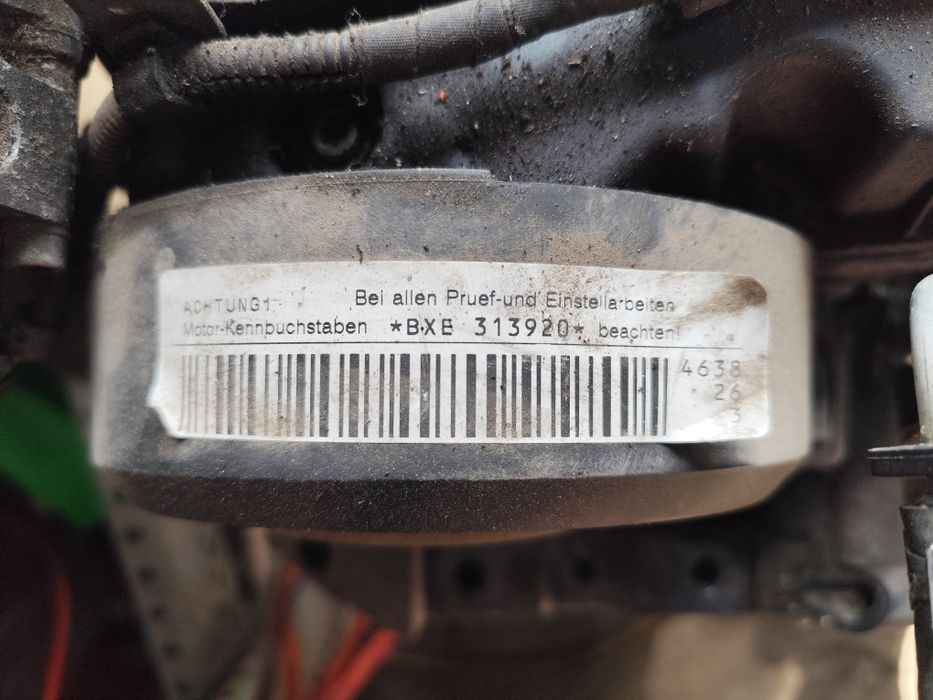 ACHTUNG! Bei allen Pruef-und Einstellarbeiten
Motor-Kennbuchstaben *BXE 313920* beachten!
4638
26
3